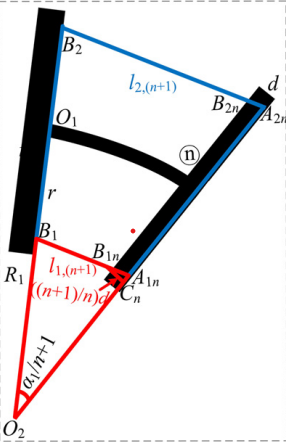 B₂
l₂,₍ₙ₊₁₎
d
B₂ₙ
A₂ₙ
O₁
ⓝ
r
B₁
B₁ₙ
R₁
l₁,₍ₙ₊₁₎
A₁ₙ
((n+1)/n)d
Cₙ
α₁/n+1
O₂